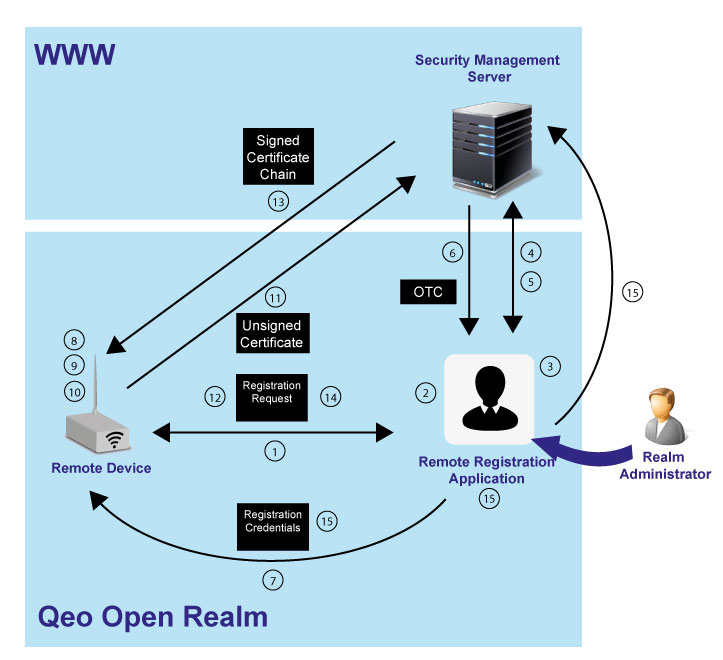 WWW
Security Management
Server
Signed
Certificate
Chain
13
6
4
5
OTC
15
11
Unsigned
Certificate
8
9
10
12
Registration
Request
14
2
3
1
Remote Device
Remote Registration
Application
15
Realm
Administrator
Registration
Credentials
15
7
Qeo Open Realm